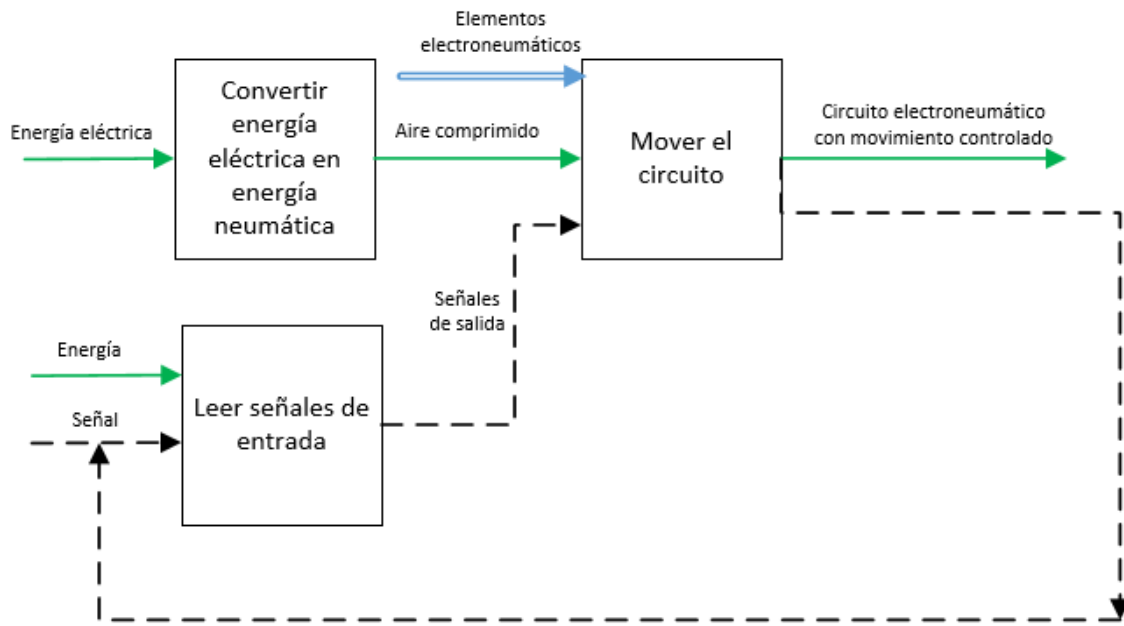 Elementos
electroneumáticos
Energía eléctrica
Convertir
energía
eléctrica en
energía
neumática
Aire comprimido
Mover el
circuito
Circuito electroneumático
con movimiento controlado
Señales
de salida
Energía
Señal
Leer señales de
entrada